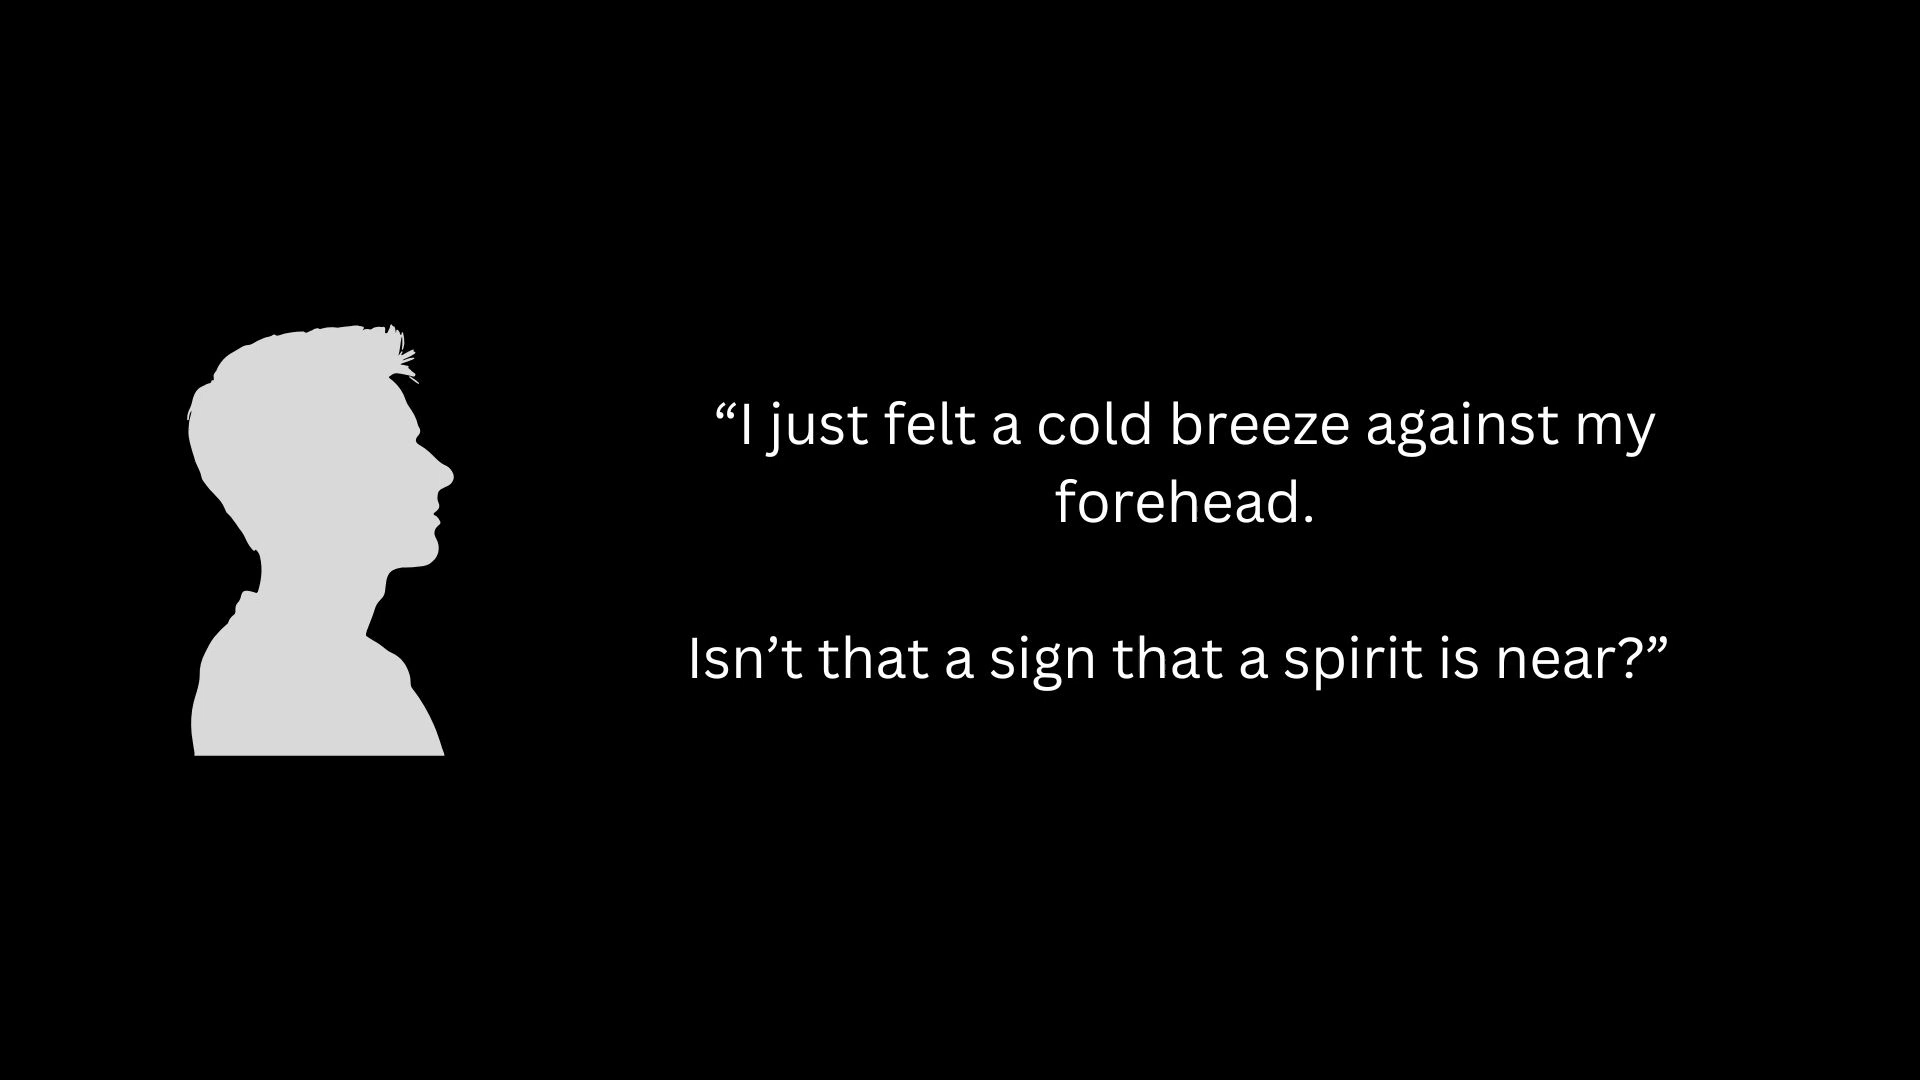 “I just felt a cold breeze against my
forehead.
Isn’t that a sign that a spirit is near?”